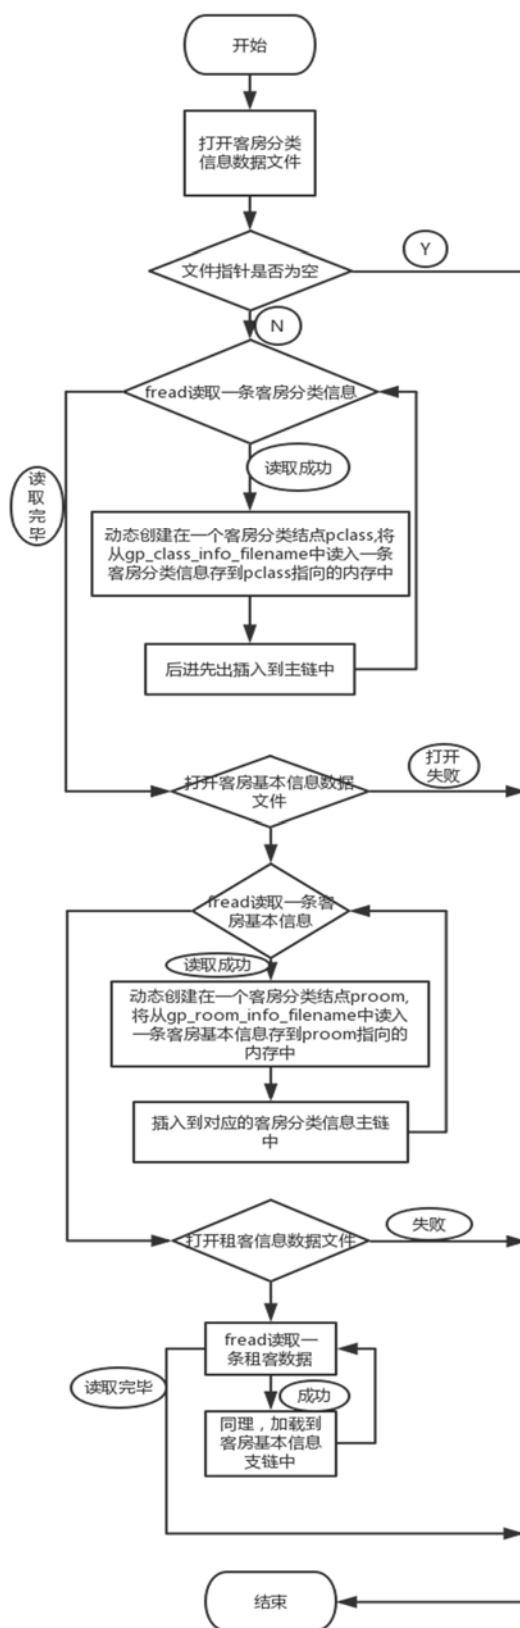 开始
打开客房分类
信息数据文件
Y
文件指针是否为空
N
fread读取一条客房分类信息
读取成功
读
取
完
毕
动态创建在一个客房分类结点pclass,将
从gp_class_info_filename中读入一条
客房分类信息存到pclass指向的内存中
后进先出插入到主链中
打开
失败
打开客房基本信息数据
文件
fread读取一条客
房基本信息
读取成功
动态创建在一个客房分类结点proom,
将从gp_room_info_filename中读入
一条客房基本信息存到proom指向的
内存中
插入到对应的客房分类信息主链
中
失败
打开租客信息数据文件
fread读取一
条租客数据
读取完毕
成功
同理，加载到
客房基本信息
支链中
结束